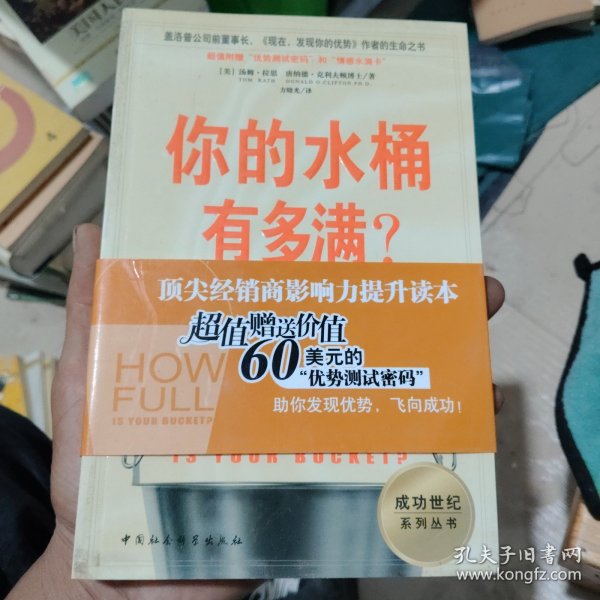 盖洛普公司前董事长、《现在，发现你的优势》作者的生命之书
超值附赠“优势测试密码”和“情感水滴卡”
［美］汤姆·拉思 唐纳德·克利夫顿博士/著
TOM RATH DONALD O.CLIFTON,PH.D.
方晓光/译
你的水桶
有多满？
顶尖经销商影响力提升读本
超值赠送价值
60美元的
“优势测试密码”
HOW
FULL
IS YOUR BUCKET?
助你发现优势，飞向成功！
IS YOUR BUCKET?
成功世纪
系列丛书
中国社会科学出版社
孔夫子旧书网
www.kongfz.com
4